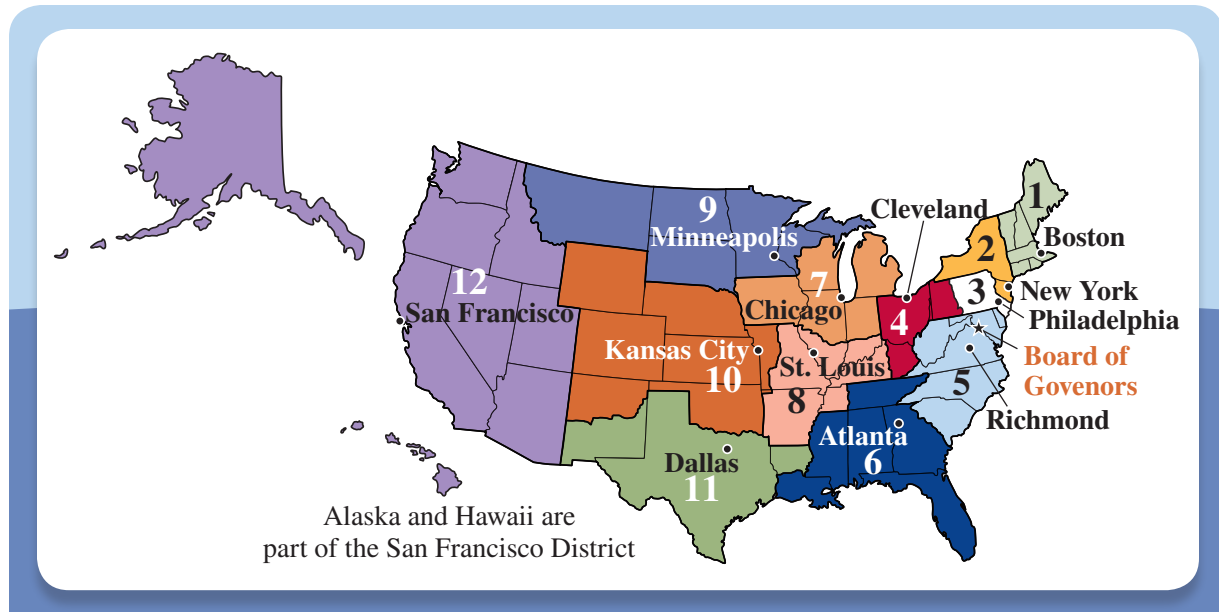 1
Cleveland
9
2
Boston
Minneapolis
7
3
12
New York
Chicago
4
San Francisco
Philadelphia
Kansas City
St. Louis
Board of
Govenors
10
5
8
Richmond
Atlanta
6
Dallas
11
Alaska and Hawaii are
part of the San Francisco District